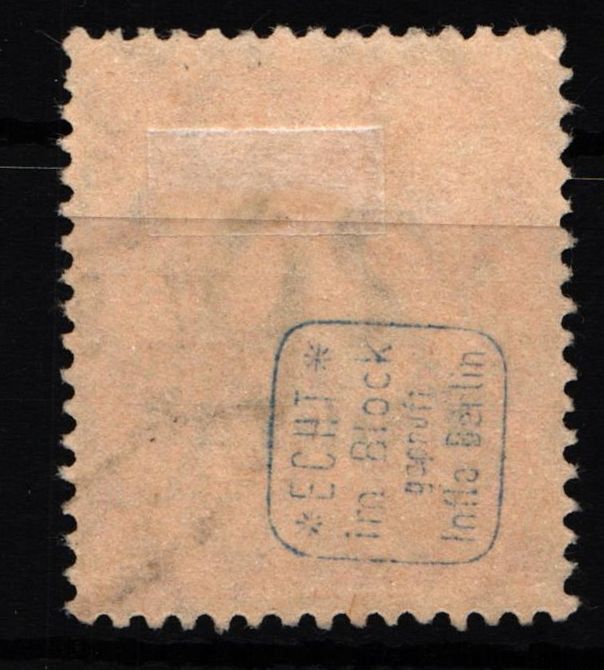 * ECHT *
im Block
geprüft
Infla Berlin